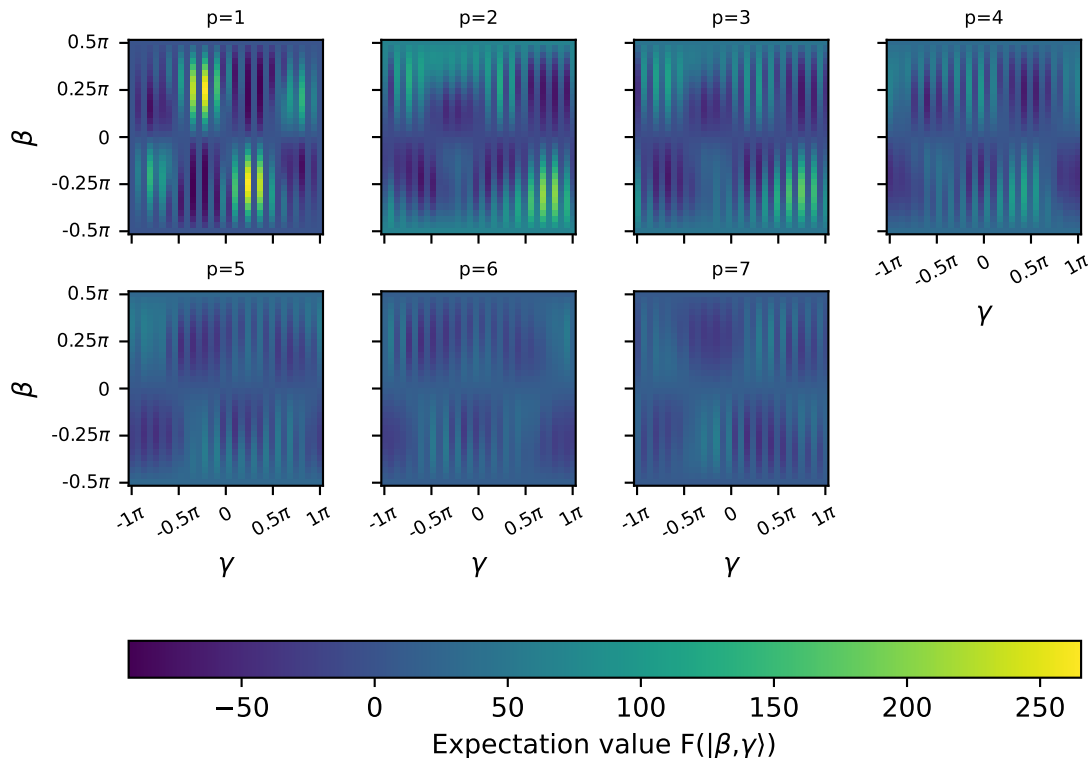 p=1
p=2
p=3
p=4
0.5π
0.25π
0
-0.25π
-0.5π
β
-1π
-0.5π
0
0.5π
1π
γ
p=5
p=6
p=7
0.5π
0.25π
0
-0.25π
-0.5π
β
-1π
-0.5π
0
0.5π
1π
-1π
-0.5π
0
0.5π
1π
-1π
-0.5π
0
0.5π
1π
γ
γ
γ
−50
0
50
100
150
200
250
Expectation value F(|β,γ⟩)